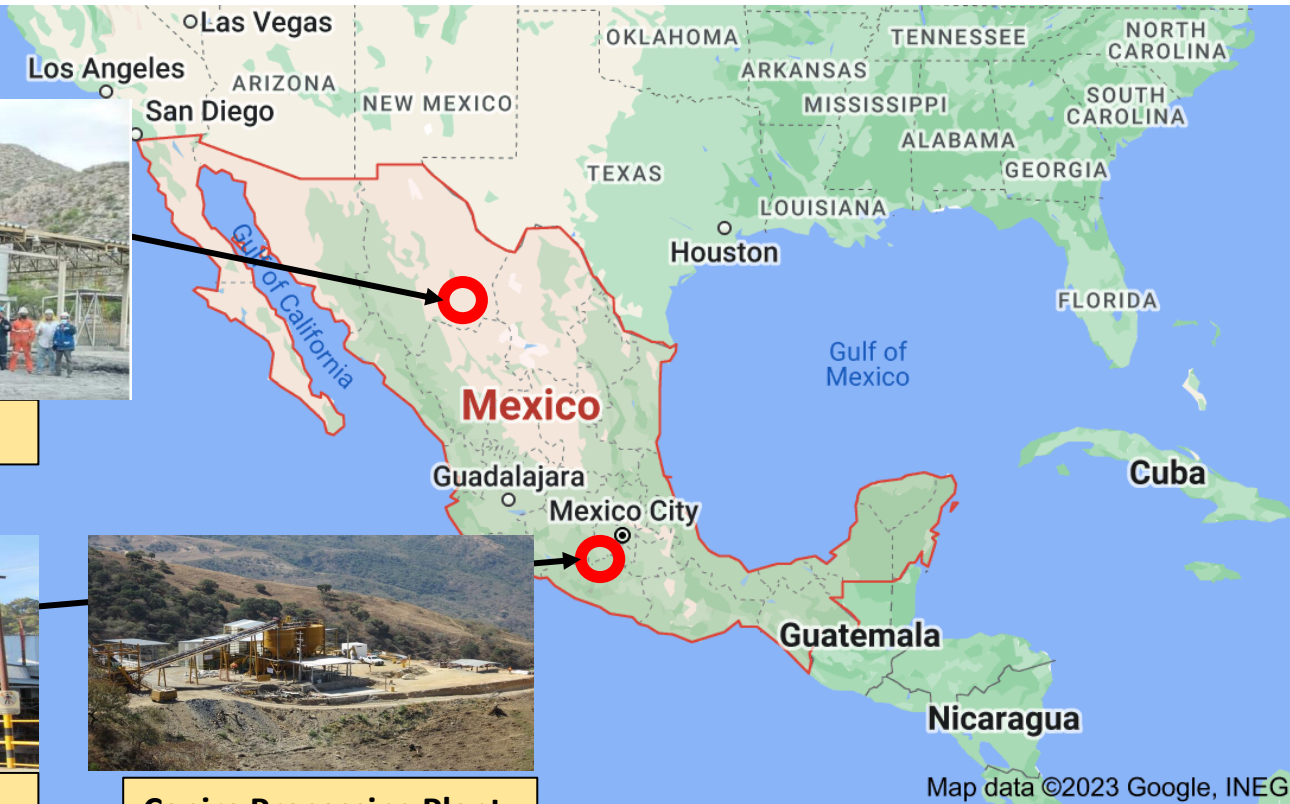 Las Vegas
OKLAHOMA
TENNESSEE
NORTH
CAROLINA
Los Angeles
ARIZONA
NEW MEXICO
ARKANSAS
MISSISSIPPI
SOUTH
CAROLINA
San Diego
ALABAMA
TEXAS
GEORGIA
LOUISIANA
Houston
Gulf of California
FLORIDA
Gulf of
Mexico
Mexico
Guadalajara
Mexico City
Cuba
Guatemala
Nicaragua
Map data ©2023 Google, INEG